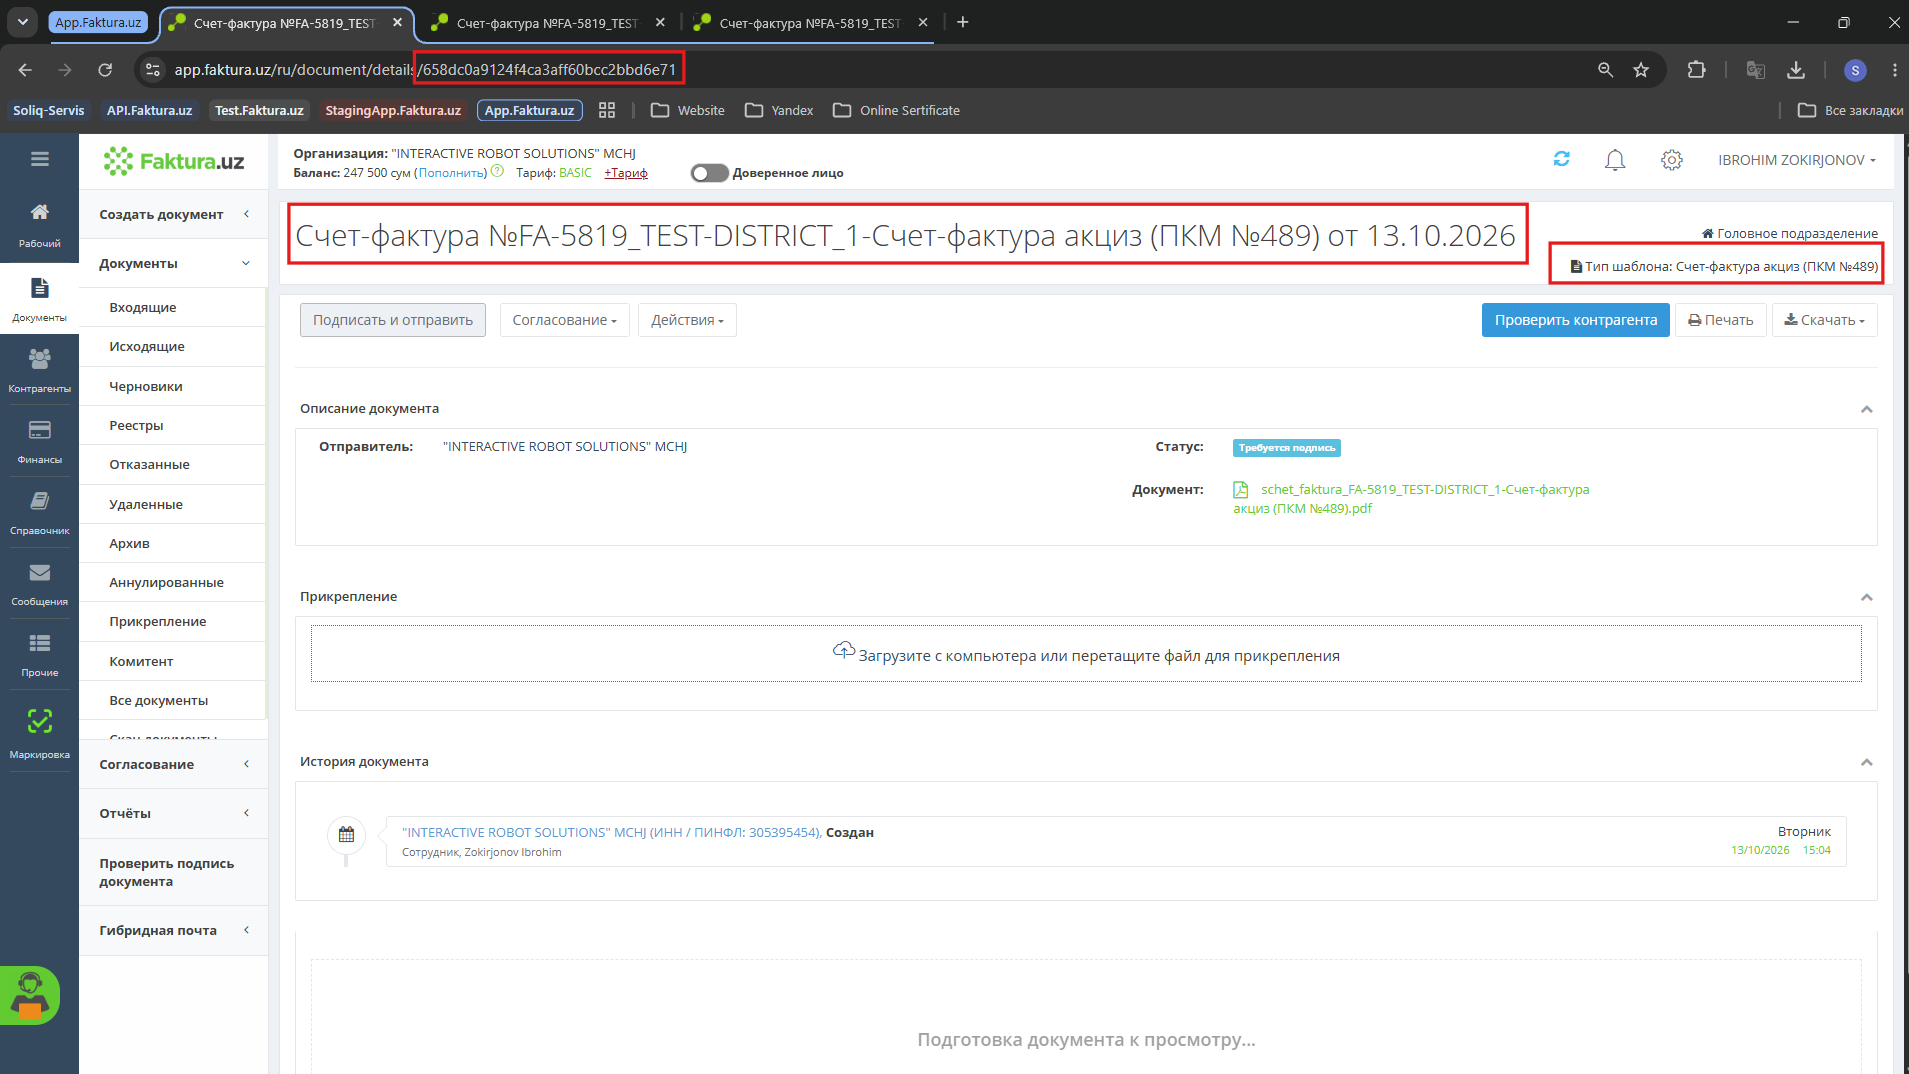 App.Faktura.uz
Счет-фактура №FA-5819_TEST-
Счет-фактура №FA-5819_TEST-
Счет-фактура №FA-5819_TEST-
app.faktura.uz/ru/document/details/658dc0a9124f4ca3aff60bcc2bbd6e71
S
Soliq-Servis
API.Faktura.uz
Test.Faktura.uz
StagingApp.Faktura.uz
App.Faktura.uz
Website
Yandex
Online Sertificate
Все закладки
Рабочий
Документы
Контрагенты
Финансы
Справочник
Сообщения
Прочие
Маркировка
Faktura.uz
Создать документ
Документы
Входящие
Исходящие
Черновики
Реестры
Отказанные
Удаленные
Архив
Аннулированные
Прикрепление
Комитент
Все документы
Скан документы
Согласование
Отчёты
Проверить подпись
документа
Гибридная почта
Организация: "INTERACTIVE ROBOT SOLUTIONS" MCHJ
Баланс: 247 500 сум (Пополнить) ? Тариф: BASIC +Тариф
Доверенное лицо
IBROHIM ZOKIRJONOV
Счет-фактура №FA-5819_TEST-DISTRICT_1-Счет-фактура акциз (ПКМ №489) от 13.10.2026
Головное подразделение
Тип шаблона: Счет-фактура акциз (ПКМ №489)
Подписать и отправить
Согласование
Действия
Проверить контрагента
Печать
Скачать
Описание документа
Отправитель: "INTERACTIVE ROBOT SOLUTIONS" MCHJ
Статус: Требуется подпись
Документ: schet_faktura_FA-5819_TEST-DISTRICT_1-Счет-фактура
акциз (ПКМ №489).pdf
Прикрепление
Загрузите с компьютера или перетащите файл для прикрепления
История документа
"INTERACTIVE ROBOT SOLUTIONS" MCHJ (ИНН / ПИНФЛ: 305395454), Создан
Сотрудник, Zokirjonov Ibrohim
Вторник
13/10/2026 15:04
Подготовка документа к просмотру...